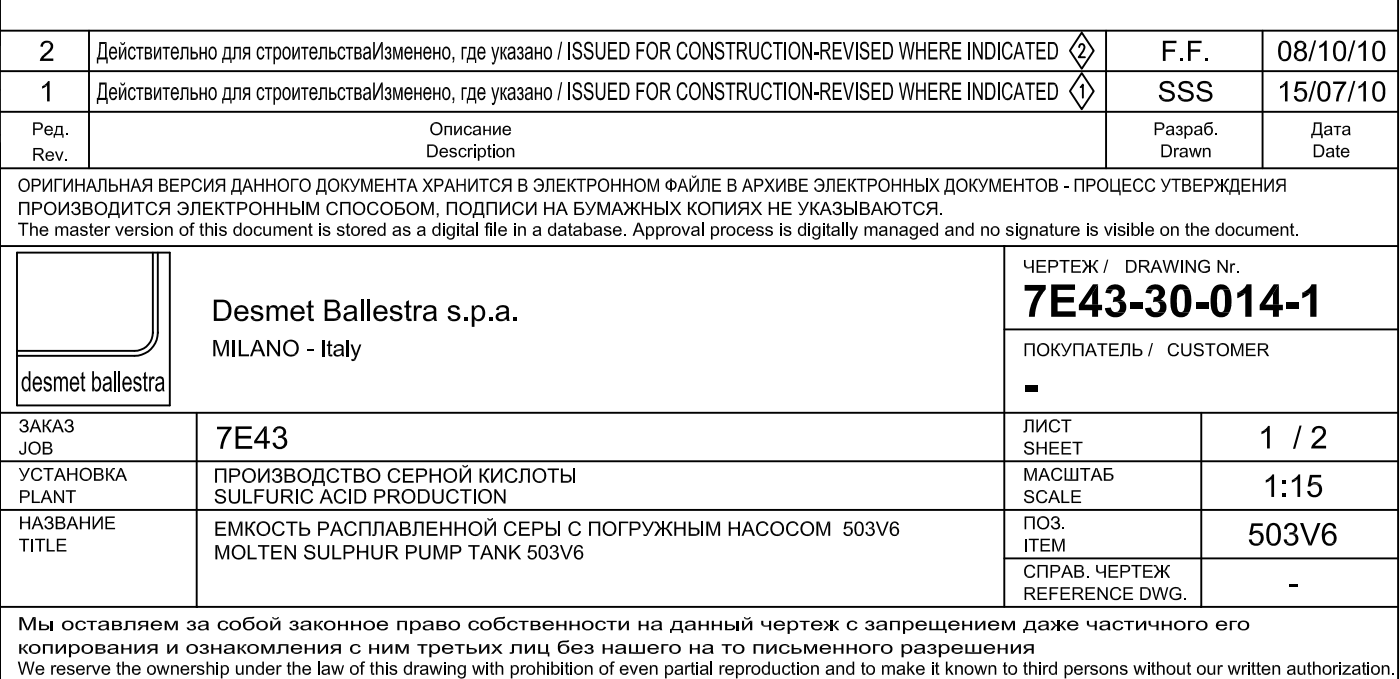 2 Действительно для строительстваИзменено, где указано / ISSUED FOR CONSTRUCTION-REVISED WHERE INDICATED 2 F.F. 08/10/10
1 Действительно для строительстваИзменено, где указано / ISSUED FOR CONSTRUCTION-REVISED WHERE INDICATED 1 SSS 15/07/10
Ред. Описание Разраб. Дата
Rev. Description Drawn Date
ОРИГИНАЛЬНАЯ ВЕРСИЯ ДАННОГО ДОКУМЕНТА ХРАНИТСЯ В ЭЛЕКТРОННОМ ФАЙЛЕ В АРХИВЕ ЭЛЕКТРОННЫХ ДОКУМЕНТОВ - ПРОЦЕСС УТВЕРЖДЕНИЯ
ПРОИЗВОДИТСЯ ЭЛЕКТРОННЫМ СПОСОБОМ, ПОДПИСИ НА БУМАЖНЫХ КОПИЯХ НЕ УКАЗЫВАЮТСЯ.
The master version of this document is stored as a digital file in a database. Approval process is digitally managed and no signature is visible on the document.
desmet ballestra
Desmet Ballestra s.p.a.
MILANO - Italy
ЧЕРТЕЖ / DRAWING Nr.
7E43-30-014-1
ПОКУПАТЕЛЬ / CUSTOMER
-
ЗАКАЗ
JOB
7E43
ЛИСТ
SHEET
1 / 2
УСТАНОВКА
PLANT
ПРОИЗВОДСТВО СЕРНОЙ КИСЛОТЫ
SULFURIC ACID PRODUCTION
МАСШТАБ
SCALE
1:15
НАЗВАНИЕ
TITLE
ЕМКОСТЬ РАСПЛАВЛЕННОЙ СЕРЫ С ПОГРУЖНЫМ НАСОСОМ 503V6
MOLTEN SULPHUR PUMP TANK 503V6
ПОЗ.
ITEM
503V6
СПРАВ. ЧЕРТЕЖ
REFERENCE DWG.
-
Мы оставляем за собой законное право собственности на данный чертеж с запрещением даже частичного его
копирования и ознакомления с ним третьих лиц без нашего на то письменного разрешения
We reserve the ownership under the law of this drawing with prohibition of even partial reproduction and to make it known to third persons without our written authorization.